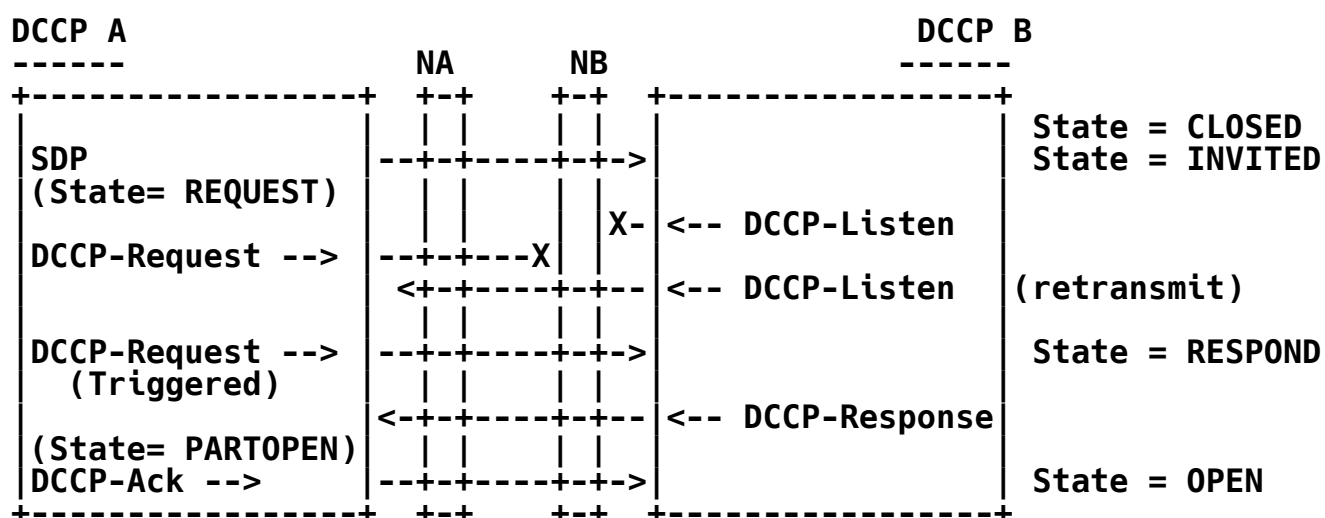 DCCP A                                         DCCP B
------               NA      NB               ------
+-----------------+  +-+    +-+  +-----------------+
|                 |  | |    | |  |                 | State = CLOSED
|SDP              |--+-+----+-+->|                 | State = INVITED
|(State= REQUEST) |  | |    | |  |                 |
|                 |  | |    | |X-|<-- DCCP-Listen  |
|DCCP-Request --> |--+-+---X| |  |                 |
|                 | <+-+----+-+--|<-- DCCP-Listen  |(retransmit)
|                 |  | |    | |  |                 |
|DCCP-Request --> |--+-+----+-+->|                 | State = RESPOND
|  (Triggered)    |  | |    | |  |                 |
|                 |<-+-+----+-+--|<-- DCCP-Response|
|(State= PARTOPEN)|  | |    | |  |                 |
|DCCP-Ack -->     |--+-+----+-+->|                 | State = OPEN
+-----------------+  +-+    +-+  +-----------------+